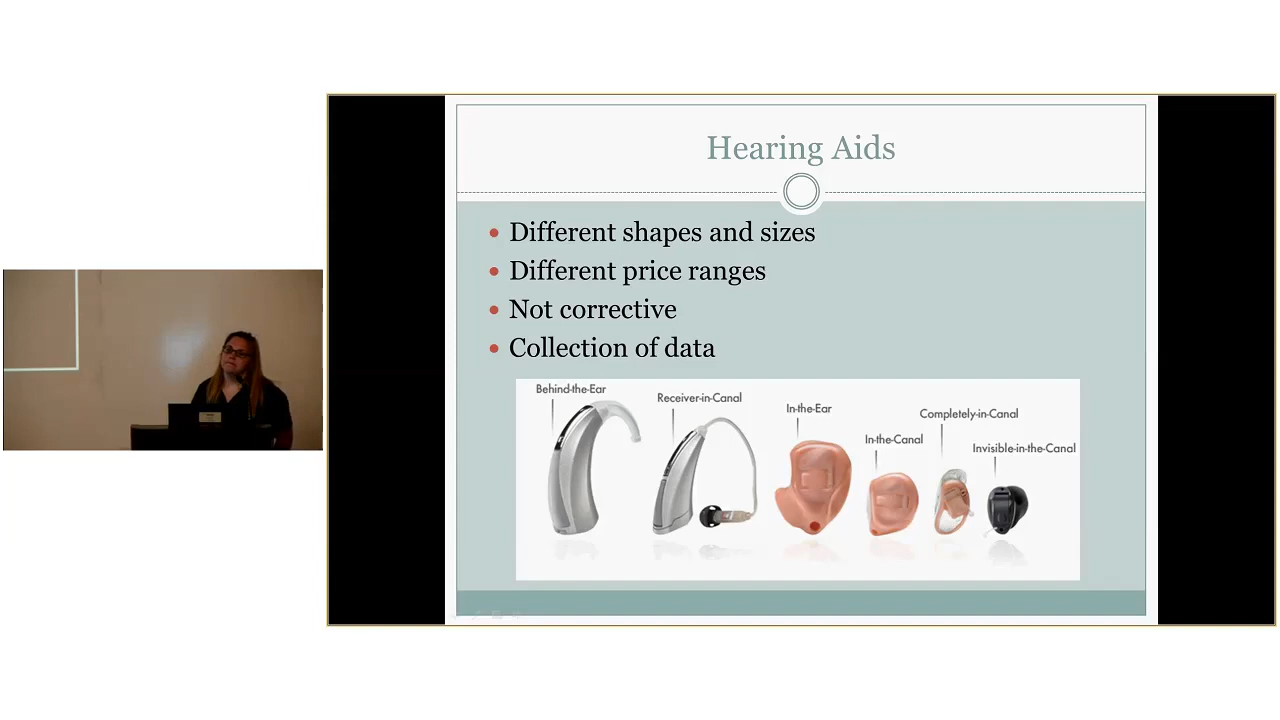 Hearing Aids
Different shapes and sizes
Different price ranges
Not corrective
Collection of data
Behind-the-Ear
Receiver-in-Canal
In-the-Ear
In-the-Canal
Completely-in-Canal
Invisible-in-the-Canal